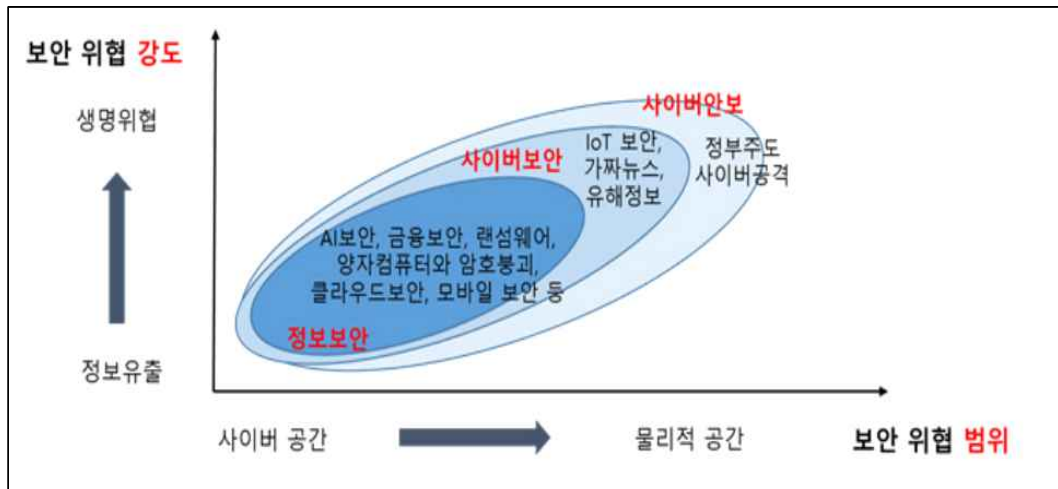 보안 위협 강도
생명위협
정보유출
사이버안보
정부주도
사이버공격
사이버보안
IoT 보안,
가짜뉴스,
유해정보
AI보안, 금융보안, 랜섬웨어,
양자컴퓨터와 암호붕괴,
클라우드보안, 모바일 보안 등
정보보안
사이버 공간
물리적 공간
보안 위협 범위